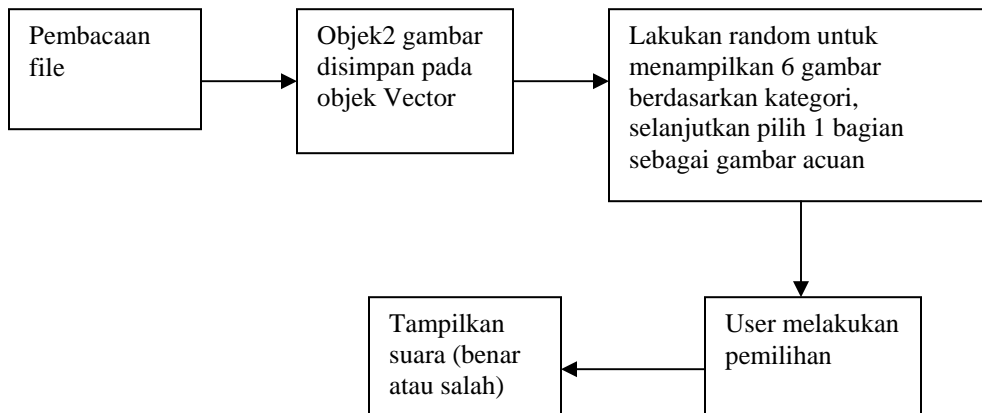 Pembacaan
file
Objek2 gambar
disimpan pada
objek Vector
Lakukan random untuk
menampilkan 6 gambar
berdasarkan kategori,
selanjutkan pilih 1 bagian
sebagai gambar acuan
User melakukan
pemilihan
Tampilkan
suara (benar
atau salah)